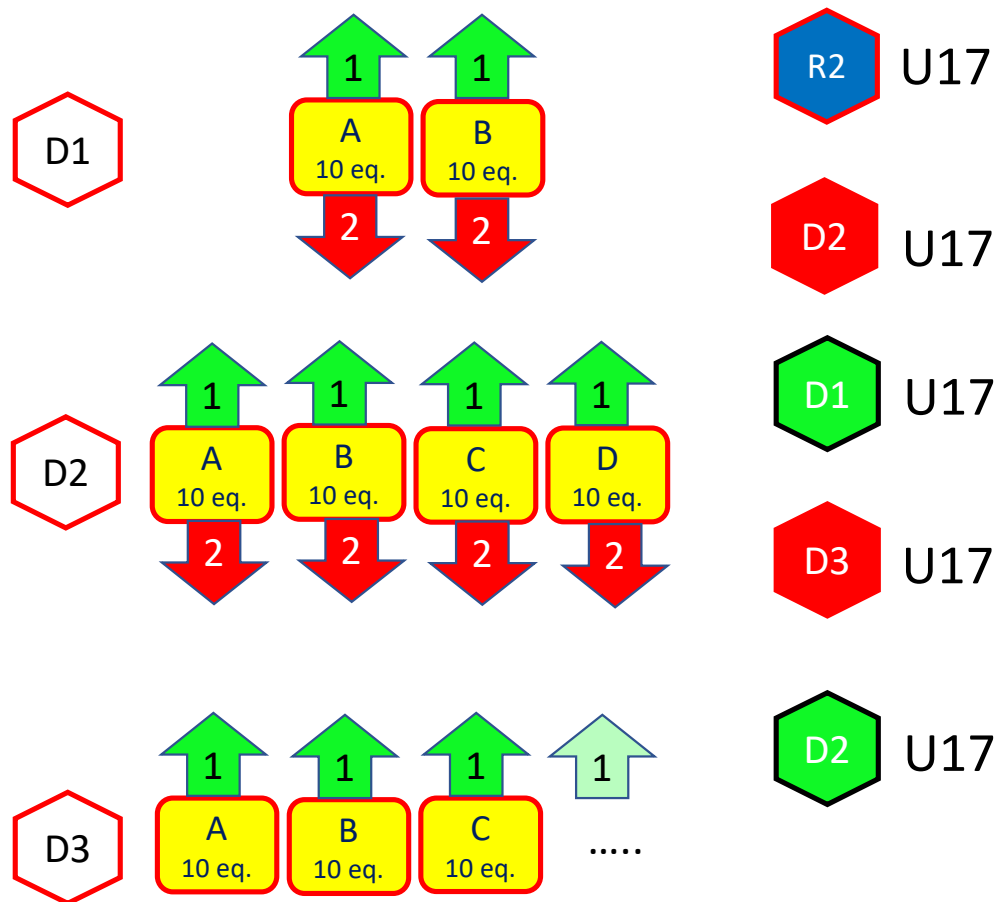 1 1
R2 U17
D1
A B
10 eq. 10 eq.
2 2
D2 U17
1 1 1 1
D1 U17
D2
A B C D
10 eq. 10 eq. 10 eq. 10 eq.
2 2 2 2
D3 U17
1 1 1 1
D2 U17
D3
A B C
10 eq. 10 eq. 10 eq. .....